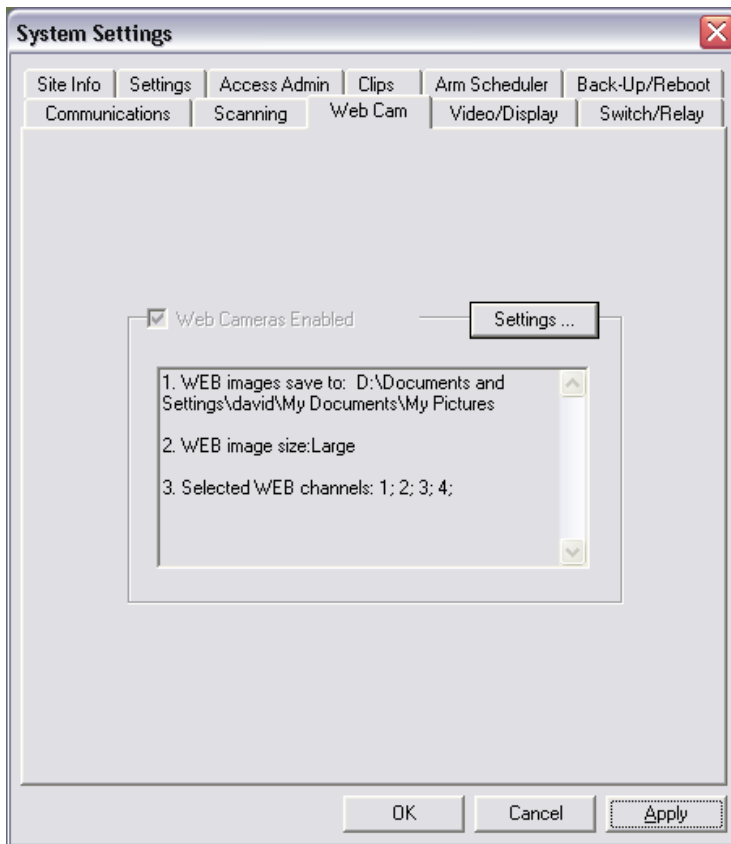 System Settings
Site Info Settings Access Admin Clips Arm Scheduler Back-Up/Reboot
Communications Scanning Web Cam Video/Display Switch/Relay
Web Cameras Enabled Settings ...
1. WEB images save to: D:\Documents and
Settings\david\My Documents\My Pictures
2. WEB image size:Large
3. Selected WEB channels: 1; 2; 3; 4;
OK Cancel Apply